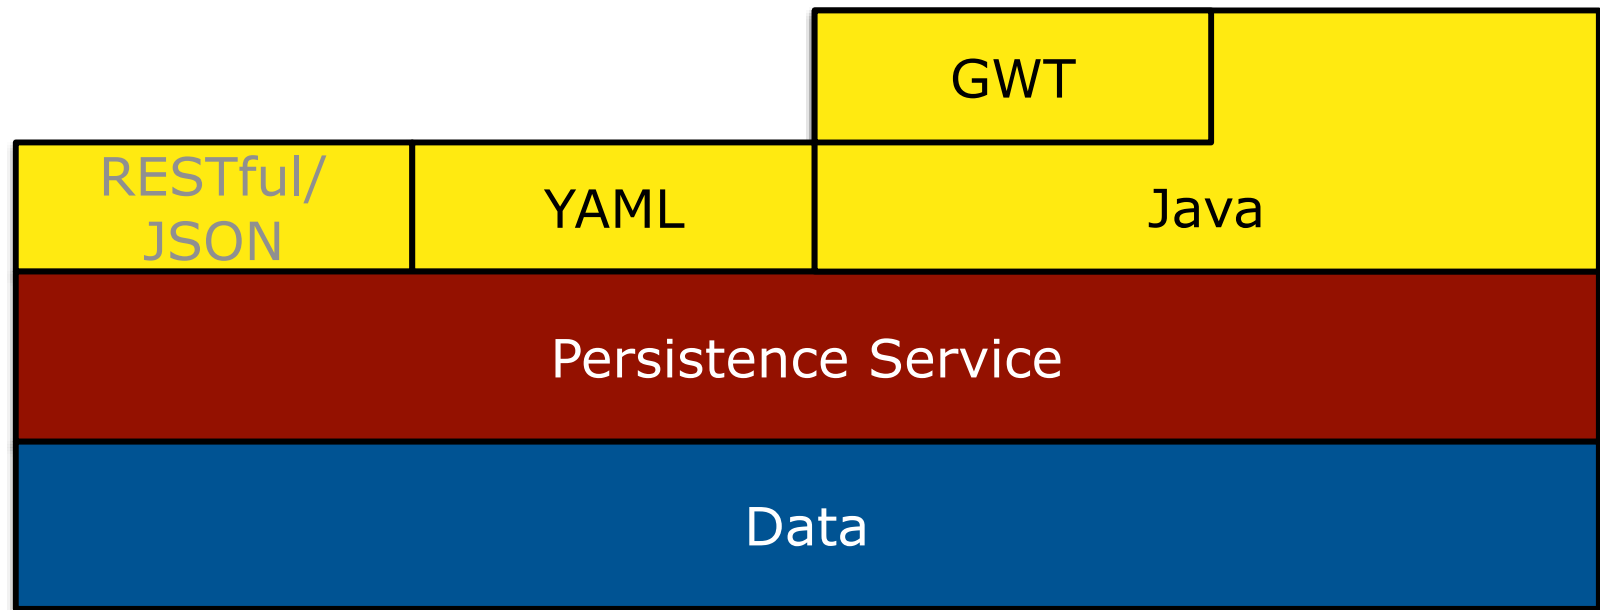 GWT
RESTful/
JSON
YAML
Java
Persistence Service
Data